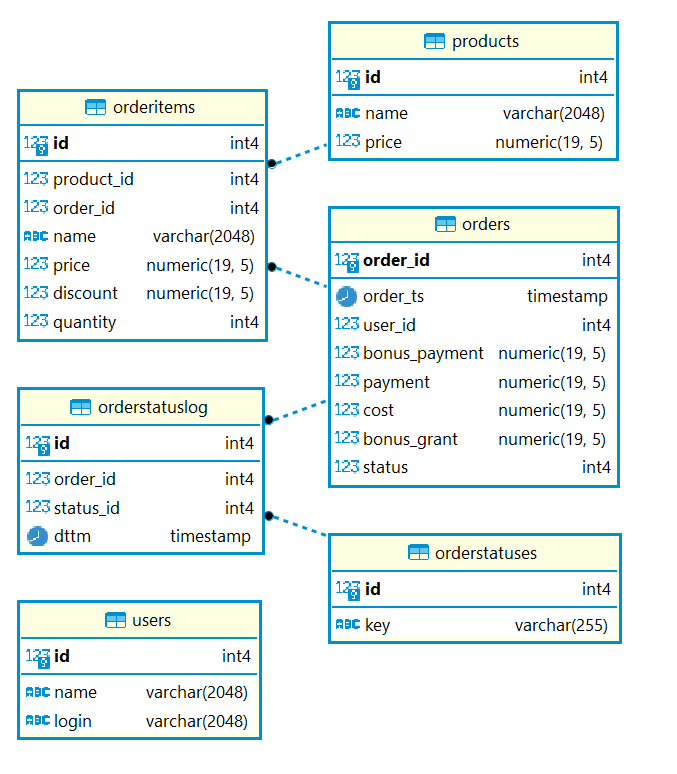 orderitems
123 id int4
123 product_id int4
123 order_id int4
ABC name varchar(2048)
123 price numeric(19, 5)
123 discount numeric(19, 5)
123 quantity int4
products
123 id int4
ABC name varchar(2048)
123 price numeric(19, 5)
orders
123 order_id int4
order_ts timestamp
123 user_id int4
123 bonus_payment numeric(19, 5)
123 payment numeric(19, 5)
123 cost numeric(19, 5)
123 bonus_grant numeric(19, 5)
123 status int4
orderstatuslog
123 id int4
123 order_id int4
123 status_id int4
dttm timestamp
orderstatuses
123 id int4
ABC key varchar(255)
users
123 id int4
ABC name varchar(2048)
ABC login varchar(2048)